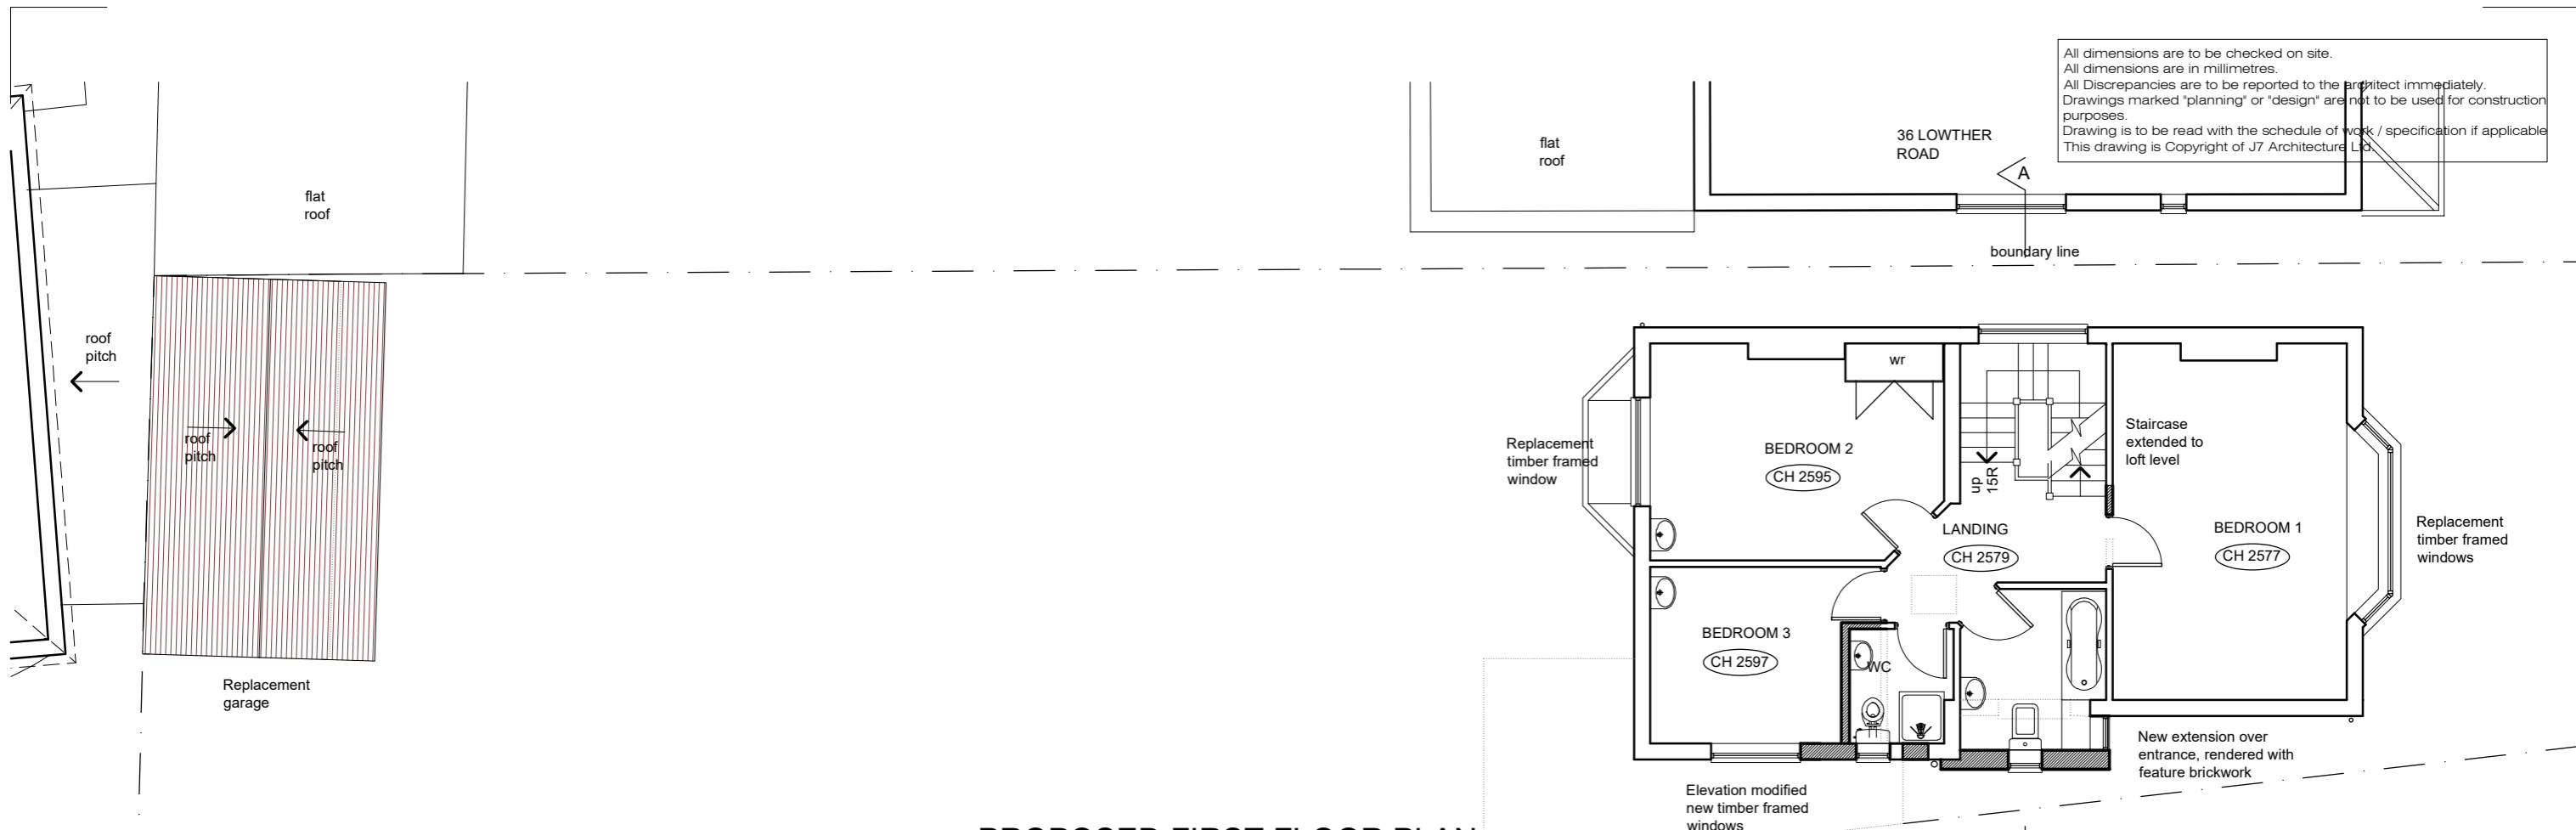 All dimensions are to be checked on site.
All dimensions are in millimetres.
All Discrepancies are to be reported to the architect immediately.
Drawings marked "planning" or "design" are not to be used for construction
purposes.
Drawing is to be read with the schedule of work / specification if applicable
This drawing is Copyright of J7 Architecture Ltd.
36 LOWTHER
ROAD
A
flat
roof
flat
roof
boundary line
roof
pitch
roof
pitch
roof
pitch
Replacement
garage
wr
Replacement
timber framed
window
BEDROOM 2
CH 2595
Staircase
extended to
loft level
up
15R
LANDING
CH 2579
BEDROOM 1
CH 2577
Replacement
timber framed
windows
BEDROOM 3
CH 2597
WC
New extension over
entrance, rendered with
feature brickwork
Elevation modified
new timber framed
windows
PROPOSED FIRST FLOOR PLAN